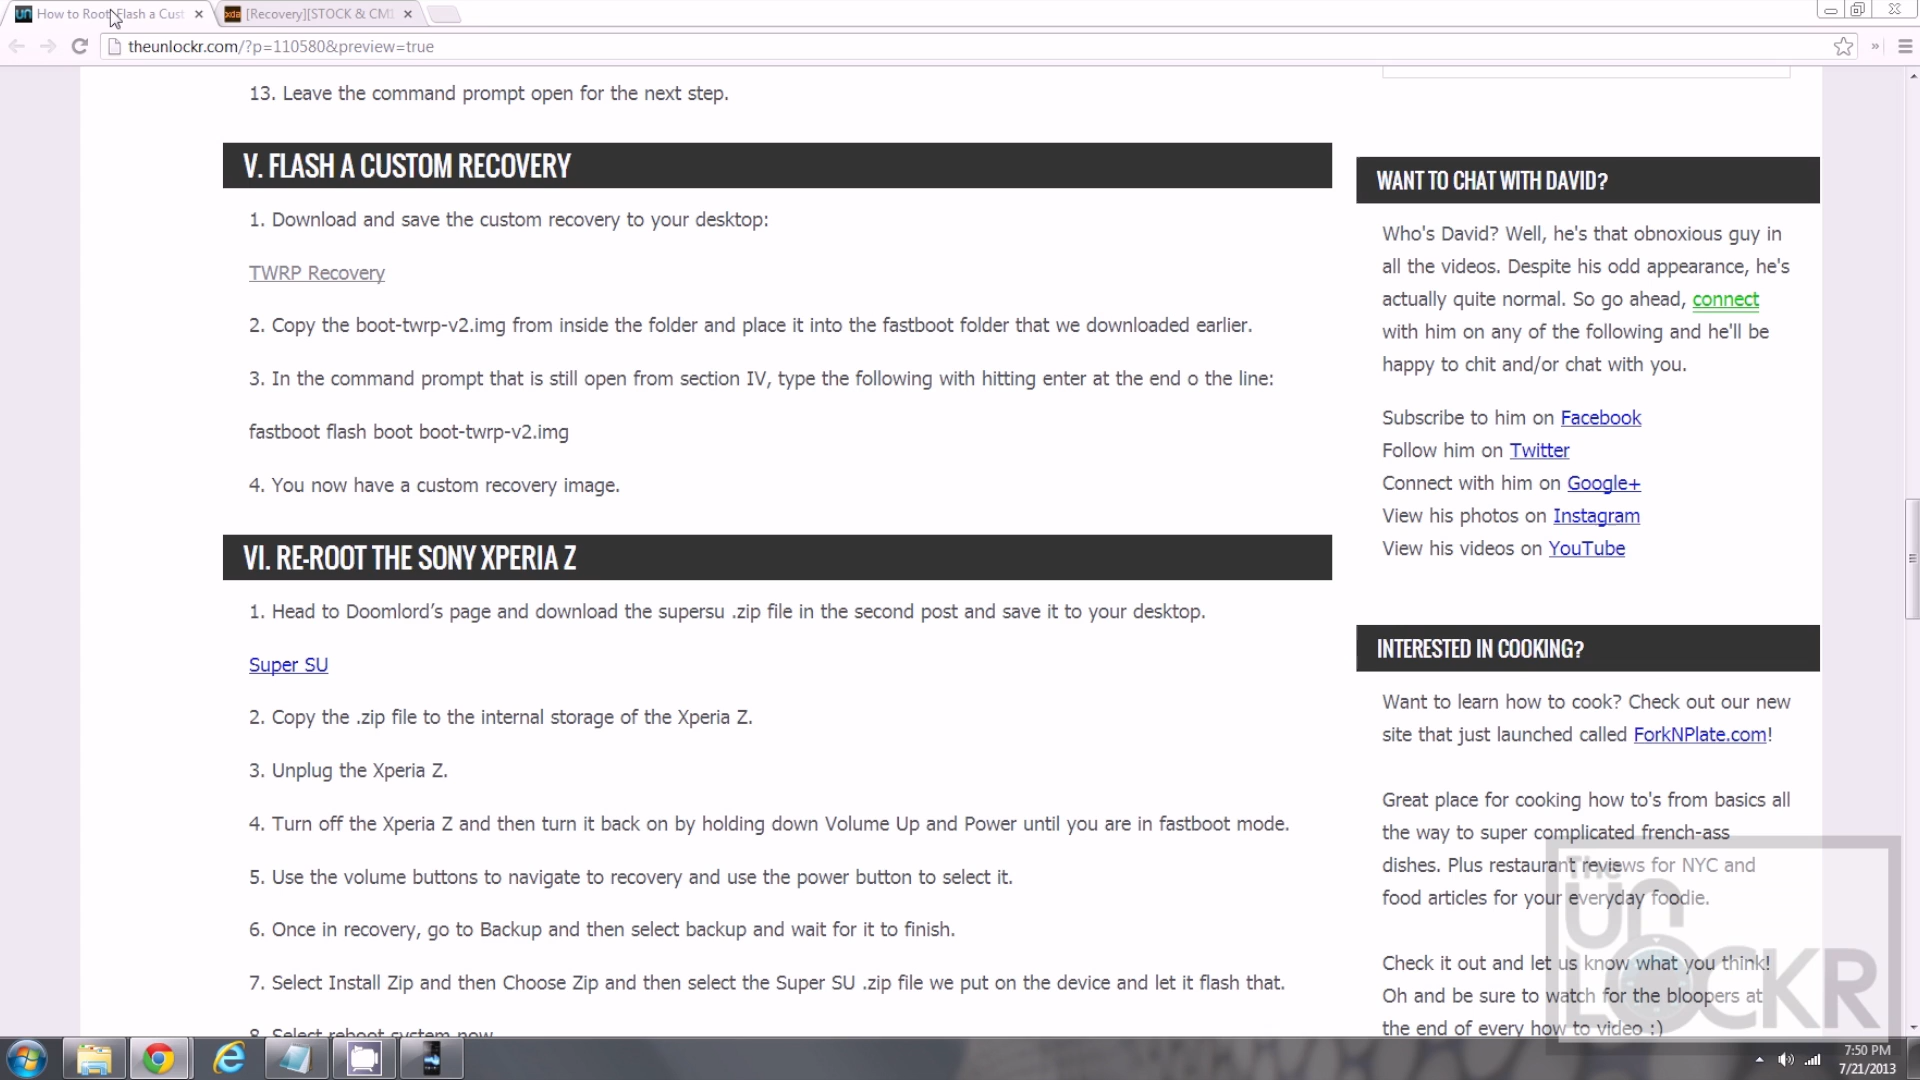 How to Root, Flash a Cust
[Recovery][STOCK & CM1
theunlockr.com/?p=110580&preview=true
13. Leave the command prompt open for the next step.
V. FLASH A CUSTOM RECOVERY
1. Download and save the custom recovery to your desktop:
TWRP Recovery
2. Copy the boot-twrp-v2.img from inside the folder and place it into the fastboot folder that we downloaded earlier.
3. In the command prompt that is still open from section IV, type the following with hitting enter at the end o the line:
fastboot flash boot boot-twrp-v2.img
4. You now have a custom recovery image.
VI. RE-ROOT THE SONY XPERIA Z
1. Head to Doomlord’s page and download the supersu .zip file in the second post and save it to your desktop.
Super SU
2. Copy the .zip file to the internal storage of the Xperia Z.
3. Unplug the Xperia Z.
4. Turn off the Xperia Z and then turn it back on by holding down Volume Up and Power until you are in fastboot mode.
5. Use the volume buttons to navigate to recovery and use the power button to select it.
6. Once in recovery, go to Backup and then select backup and wait for it to finish.
7. Select Install Zip and then Choose Zip and then select the Super SU .zip file we put on the device and let it flash that.
8. Select reboot system now
WANT TO CHAT WITH DAVID?
Who's David? Well, he's that obnoxious guy in
all the videos. Despite his odd appearance, he's
actually quite normal. So go ahead, connect
with him on any of the following and he'll be
happy to chit and/or chat with you.
Subscribe to him on Facebook
Follow him on Twitter
Connect with him on Google+
View his photos on Instagram
View his videos on YouTube
INTERESTED IN COOKING?
Want to learn how to cook? Check out our new
site that just launched called ForkNPlate.com!
Great place for cooking how to's from basics all
the way to super complicated french-ass
dishes. Plus restaurant reviews for NYC and
food articles for your everyday foodie.
Check it out and let us know what you think!
Oh and be sure to watch for the bloopers at
the end of every how to video :)
The
UN
LOCKR
7:50 PM
7/21/2013